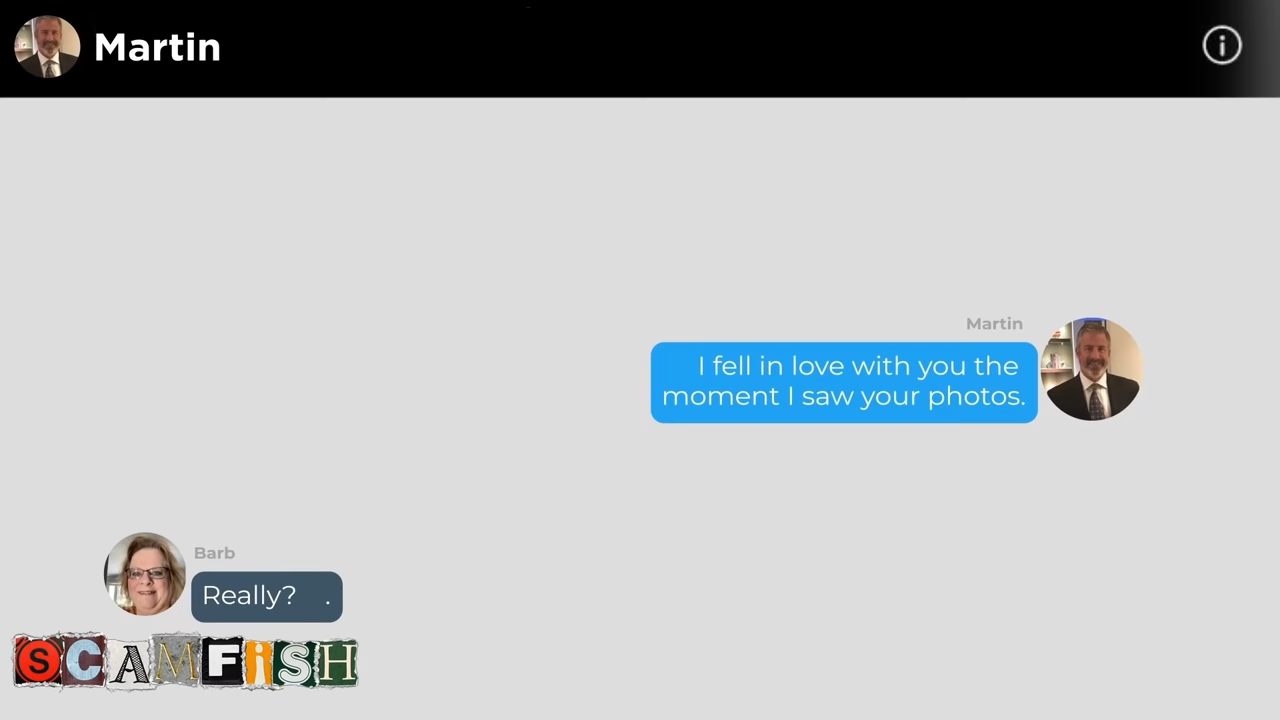 Martin
Martin
I fell in love with you the
moment I saw your photos.
Barb
Really? .
SCAMFiSH